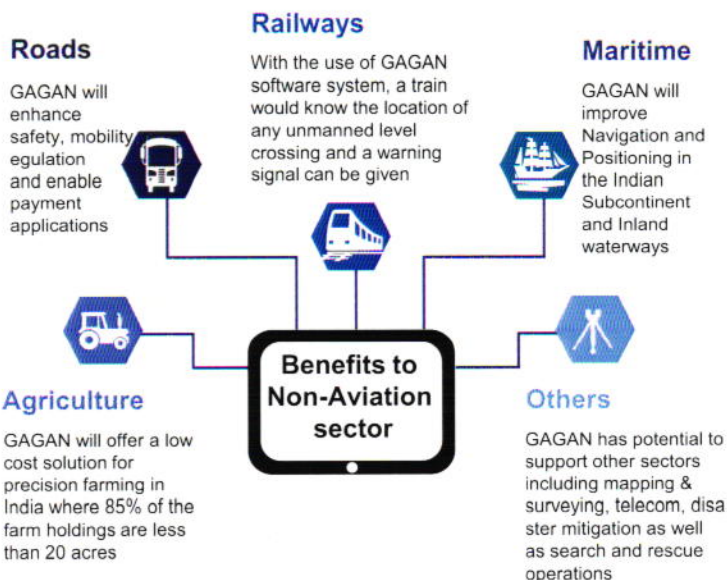 Roads
GAGAN will
enhance
safety, mobility
egulation
and enable
payment
applications
Railways
With the use of GAGAN
software system, a train
would know the location of
any unmanned level
crossing and a warning
signal can be given
Maritime
GAGAN will
improve
Navigation and
Positioning in
the Indian
Subcontinent
and Inland
waterways
Agriculture
GAGAN will offer a low
cost solution for
precision farming in
India where 85% of the
farm holdings are less
than 20 acres
Benefits to
Non-Aviation
sector
Others
GAGAN has potential to
support other sectors
including mapping &
surveying, telecom, disa
ster mitigation as well
as search and rescue
operations